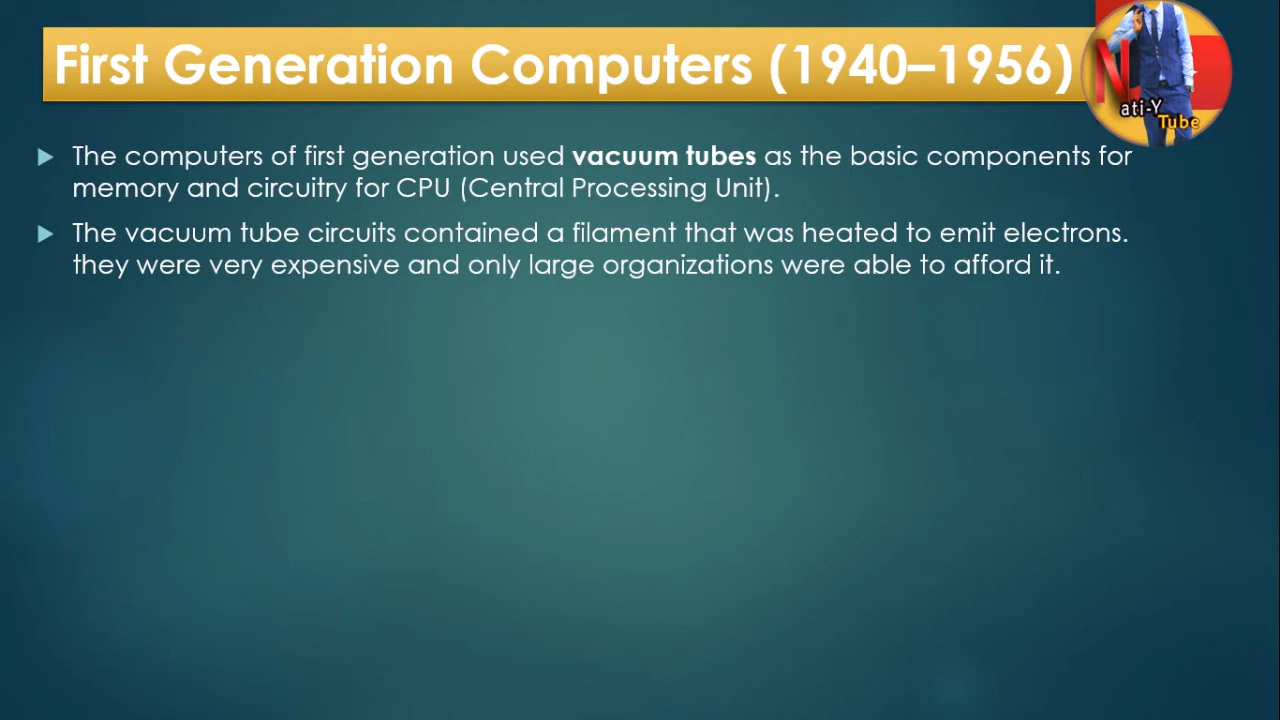 First Generation Computers (1940–1956)
N
ati-Y
Tube
The computers of first generation used vacuum tubes as the basic components for
memory and circuitry for CPU (Central Processing Unit).
The vacuum tube circuits contained a filament that was heated to emit electrons.
they were very expensive and only large organizations were able to afford it.